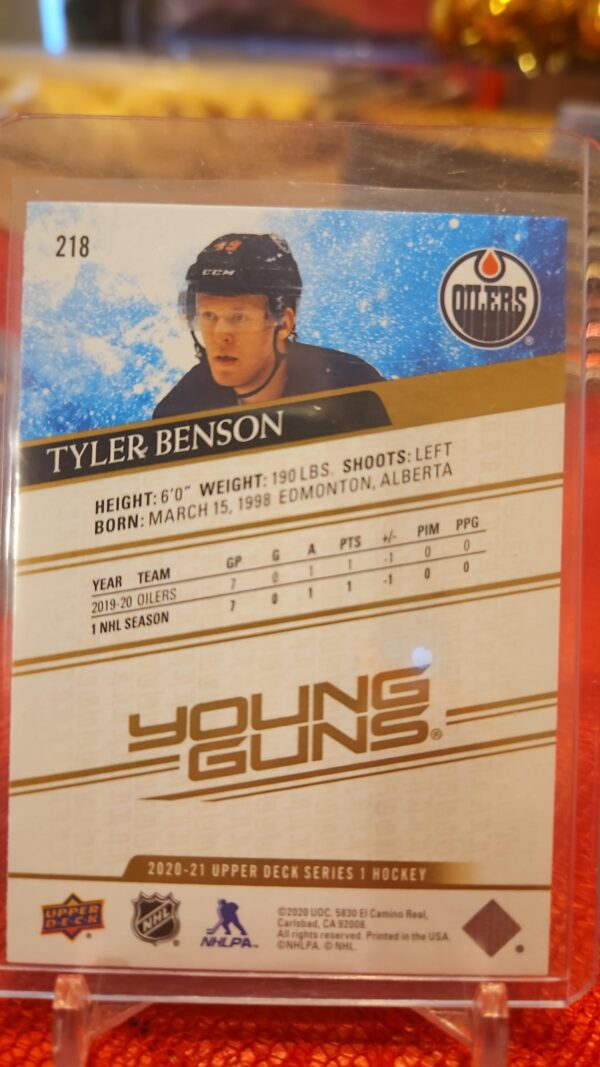 218
49
CCM
OILERS
TYLER BENSON
HEIGHT: 6'0" WEIGHT: 190 LBS. SHOOTS: LEFT
BORN: MARCH 15, 1998 EDMONTON, ALBERTA
YEAR TEAM GP G A PTS +/- PIM PPG
2019-20 OILERS 7 0 1 1 -1 0 0
1 NHL SEASON 7 0 1 1 -1 0 0
YOUNG
GUNS®
2020-21 UPPER DECK SERIES 1 HOCKEY
UPPER
D·E·C·K
NHL
NHLPA
©2020 UDC. 5830 El Camino Real,
Carlsbad, CA 92008.
All rights reserved. Printed in the USA.
©NHLPA. © NHL.